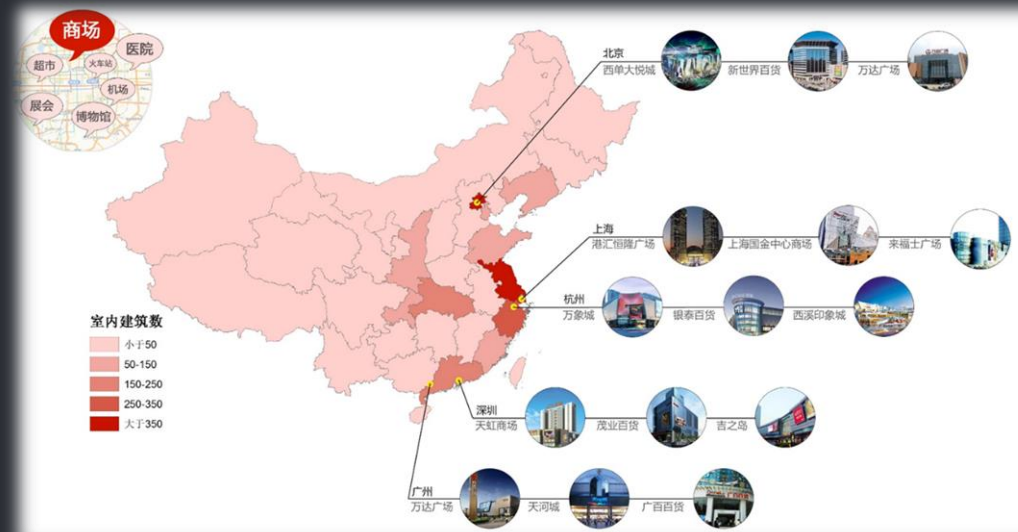 商场
医院
超市
火车站
机场
展会
博物馆
北京
西单大悦城
新世界百货
万达广场
上海
港汇恒隆广场
上海国金中心商场
来福士广场
杭州
万象城
银泰百货
西溪印象城
室内建筑数
小于50
50-150
150-250
250-350
大于350
深圳
天虹商场
茂业百货
吉之岛
广州
万达广场
天河城
广百百货